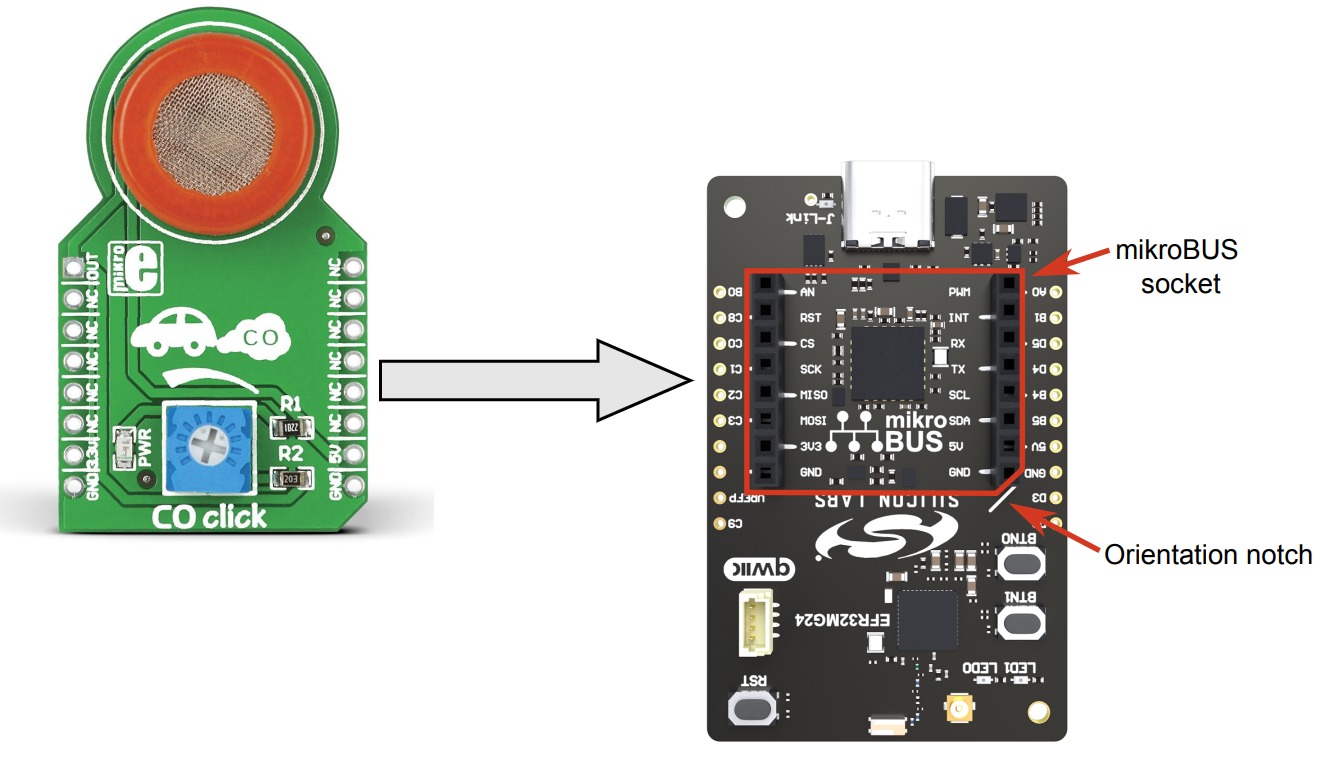 mikro
e
OUT
NC
NC
NC
NC
NC
3.3V
GND
NC
NC
NC
NC
NC
NC
5V
GND
CO
PWR
R1
1DZZ
R2
203
CO click
J-Link
B0
C8
C0
C1
C2
C3
VREFP
C9
AN
RST
CS
SCK
MISO
MOSI
3V3
GND
PWM
INT
RX
TX
SCL
SDA
5V
GND
A0
B1
D5
D4
B4
B5
5V
GND
D3
mikro
BUS
SILICON LABS
qwiic
EFR32MG24
BTN0
BTN1
LED0 LED1
RST
mikroBUS
socket
Orientation notch